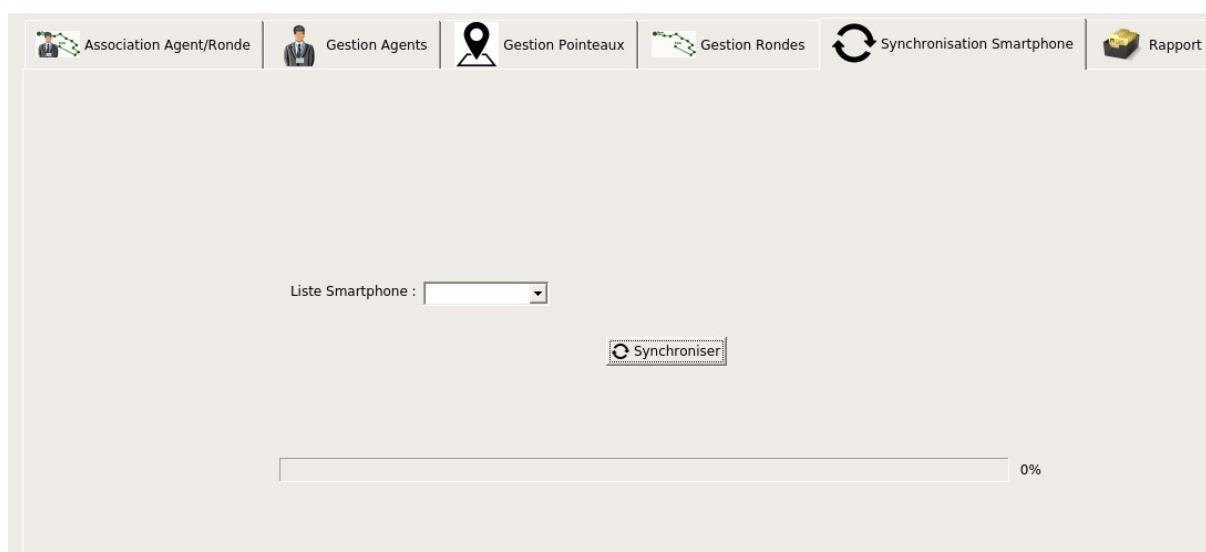 Association Agent/Ronde Gestion Agents Gestion Pointeaux Gestion Rondes Synchronisation Smartphone Rapport
Liste Smartphone :
Synchroniser
0%